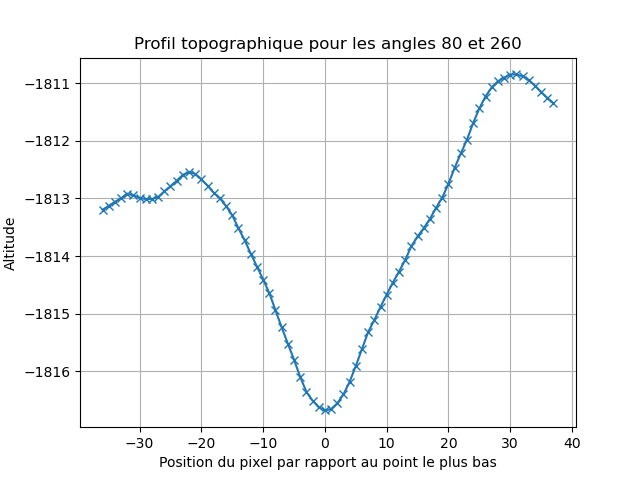 Profil topographique pour les angles 80 et 260
−1811
−1812
−1813
−1814
−1815
−1816
Altitude
−30 −20 −10 0 10 20 30 40
Position du pixel par rapport au point le plus bas